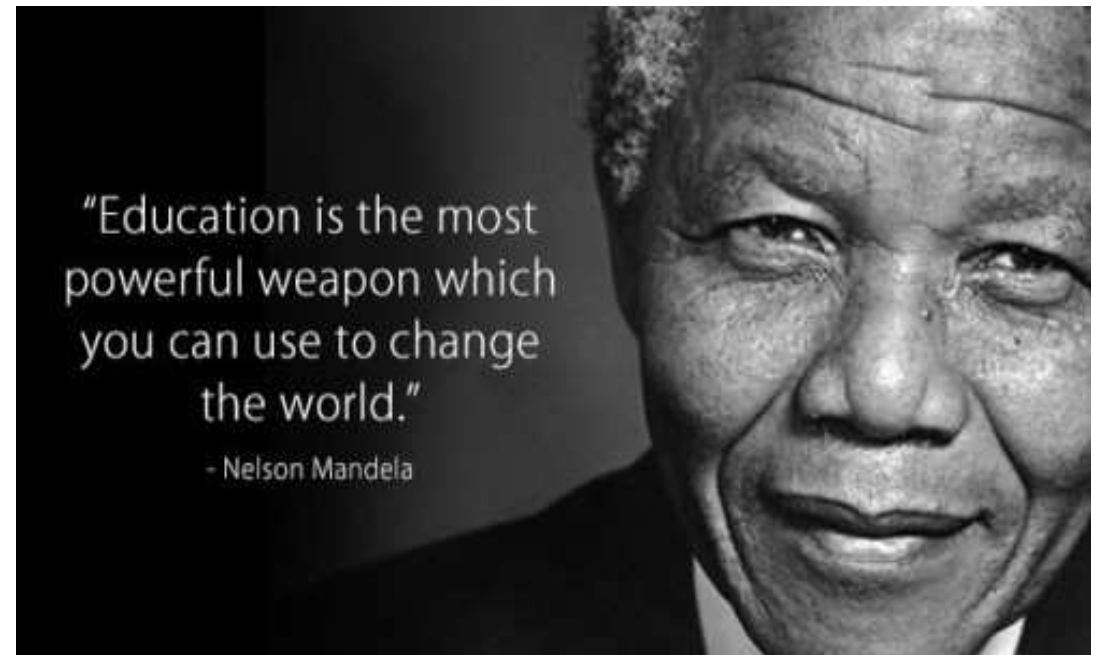 “Education is the most
powerful weapon which
you can use to change
the world.”
- Nelson Mandela